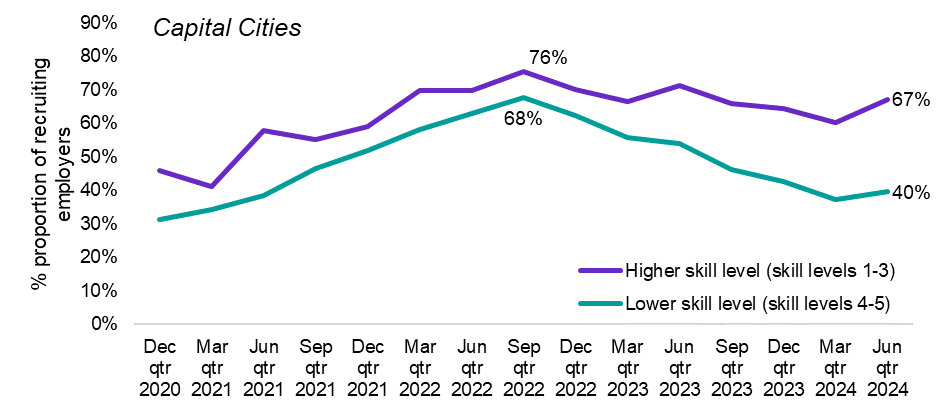 Capital Cities
% proportion of recruiting
employers
90%
80%
70%
60%
50%
40%
30%
20%
10%
0%
76%
68%
67%
40%
Higher skill level (skill levels 1-3)
Lower skill level (skill levels 4-5)
Dec qtr 2020
Mar qtr 2021
Jun qtr 2021
Sep qtr 2021
Dec qtr 2021
Mar qtr 2022
Jun qtr 2022
Sep qtr 2022
Dec qtr 2022
Mar qtr 2023
Jun qtr 2023
Sep qtr 2023
Dec qtr 2023
Mar qtr 2024
Jun qtr 2024